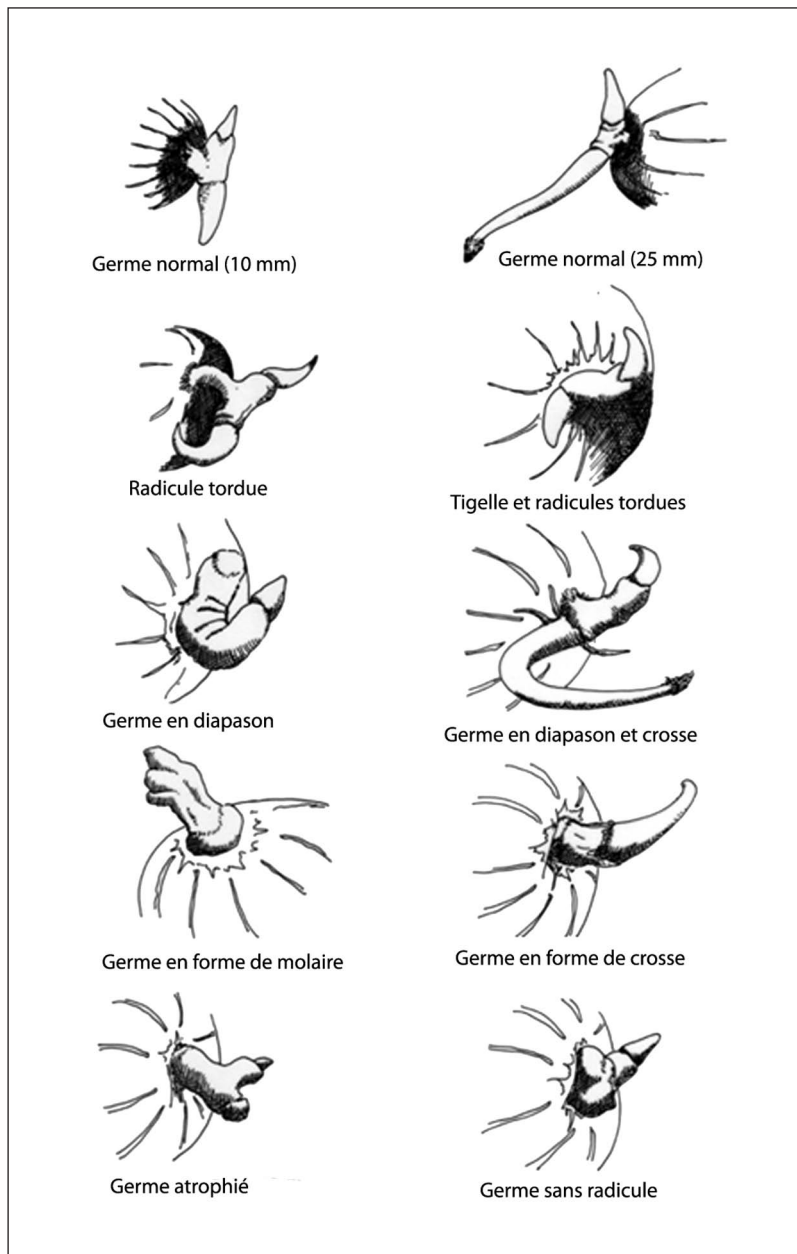 Germe normal (10 mm)
Germe normal (25 mm)
Radicule tordue
Tigelle et radicules tordues
Germe en diapason
Germe en diapason et crosse
Germe en forme de molaire
Germe en forme de crosse
Germe atrophié
Germe sans radicule